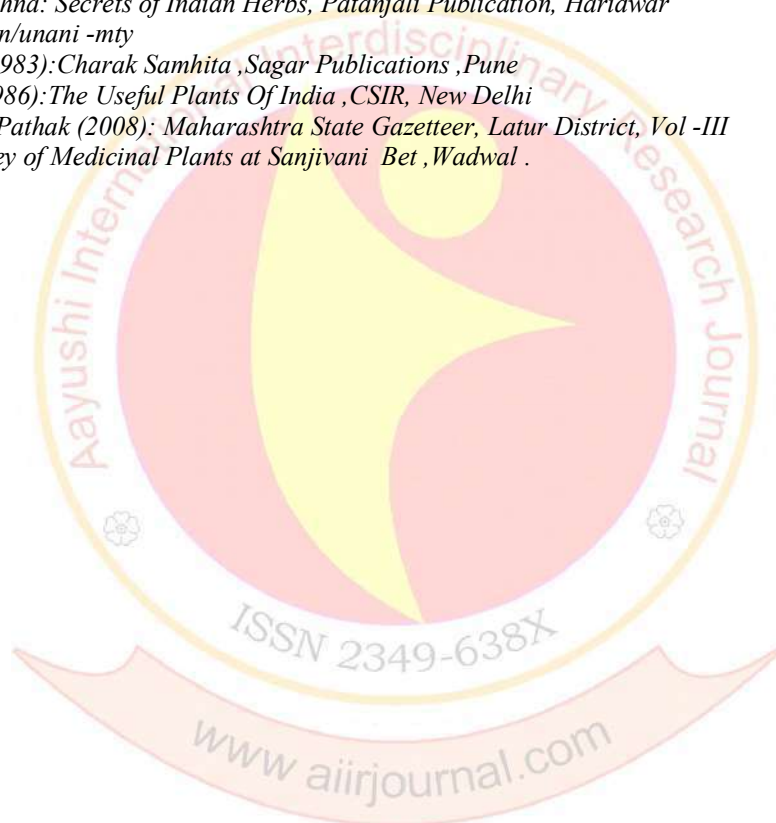 hna: Secrets of Indian Herbs, Patanjali Publication, Haridwar
n/unani -mty
983):Charak Samhita ,Sagar Publications ,Pune
986):The Useful Plants Of India ,CSIR, New Delhi
Pathak (2008): Maharashtra State Gazetteer, Latur District, Vol -III
ey of Medicinal Plants at Sanjivani Bet ,Wadwal .
Aayushi International Interdisciplinary Research Journal
ISSN 2349-638X
www aiirjournal.com